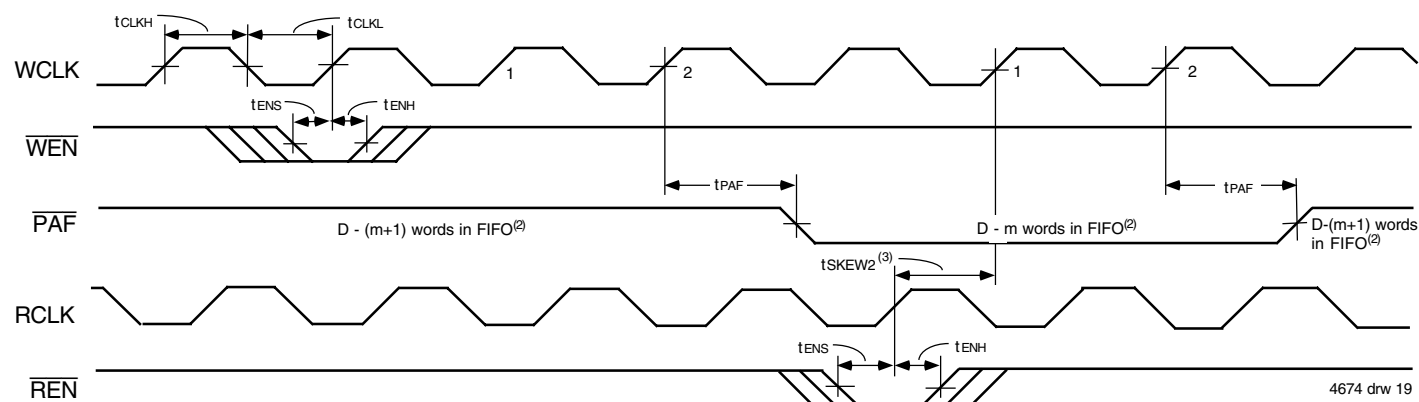 tCLKH
tCLKL
WCLK
1
2
1
2
tENS
tENH
WEN
tPAF
tPAF
PAF
D - (m+1) words in FIFO(2)
D - m words in FIFO(2)
D-(m+1) words
in FIFO(2)
tSKEW2 (3)
RCLK
tENS
tENH
REN
4674 drw 19